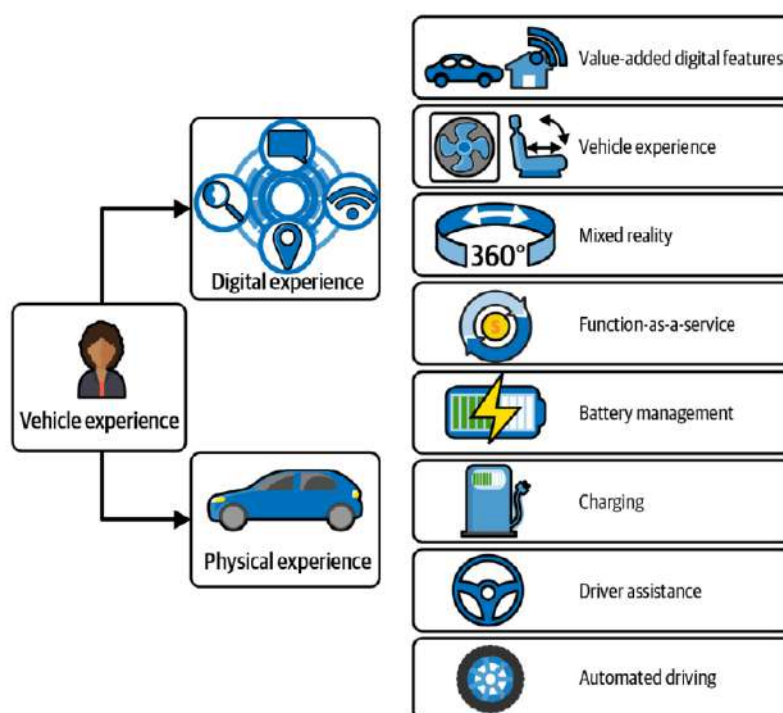 Vehicle experience
Digital experience
Physical experience
Value-added digital features
Vehicle experience
360°
Mixed reality
$
Function-as-a-service
Battery management
Charging
Driver assistance
Automated driving